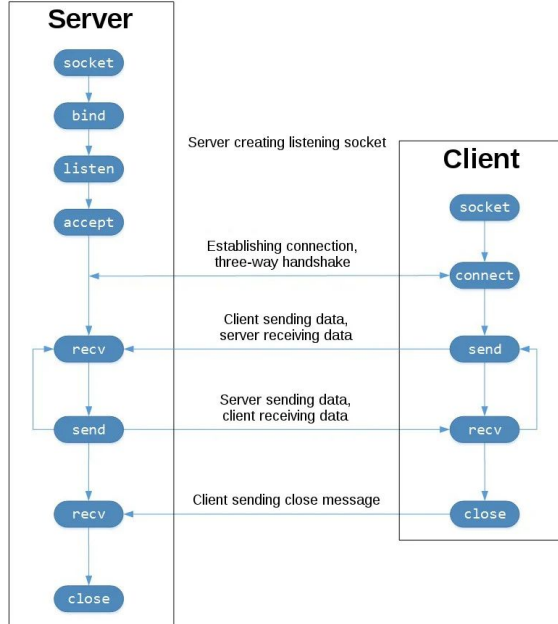 Server
socket
bind
Server creating listening socket
listen
Client
accept
socket
Establishing connection,
three-way handshake
connect
Client sending data,
server receiving data
recv
send
Server sending data,
client receiving data
send
recv
Client sending close message
recv
close
close